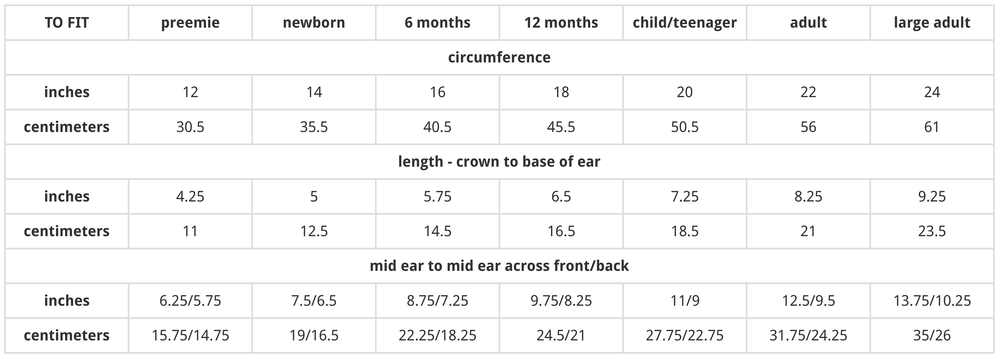 TO FIT preemie newborn 6 months 12 months child/teenager adult large adult
circumference
inches 12 14 16 18 20 22 24
centimeters 30.5 35.5 40.5 45.5 50.5 56 61
length - crown to base of ear
inches 4.25 5 5.75 6.5 7.25 8.25 9.25
centimeters 11 12.5 14.5 16.5 18.5 21 23.5
mid ear to mid ear across front/back
inches 6.25/5.75 7.5/6.5 8.75/7.25 9.75/8.25 11/9 12.5/9.5 13.75/10.25
centimeters 15.75/14.75 19/16.5 22.25/18.25 24.5/21 27.75/22.75 31.75/24.25 35/26